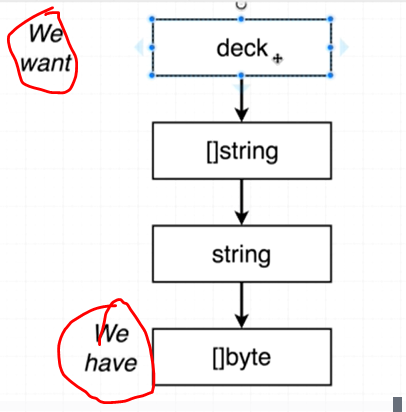 We
want
deck
[]string
string
We
have
[]byte